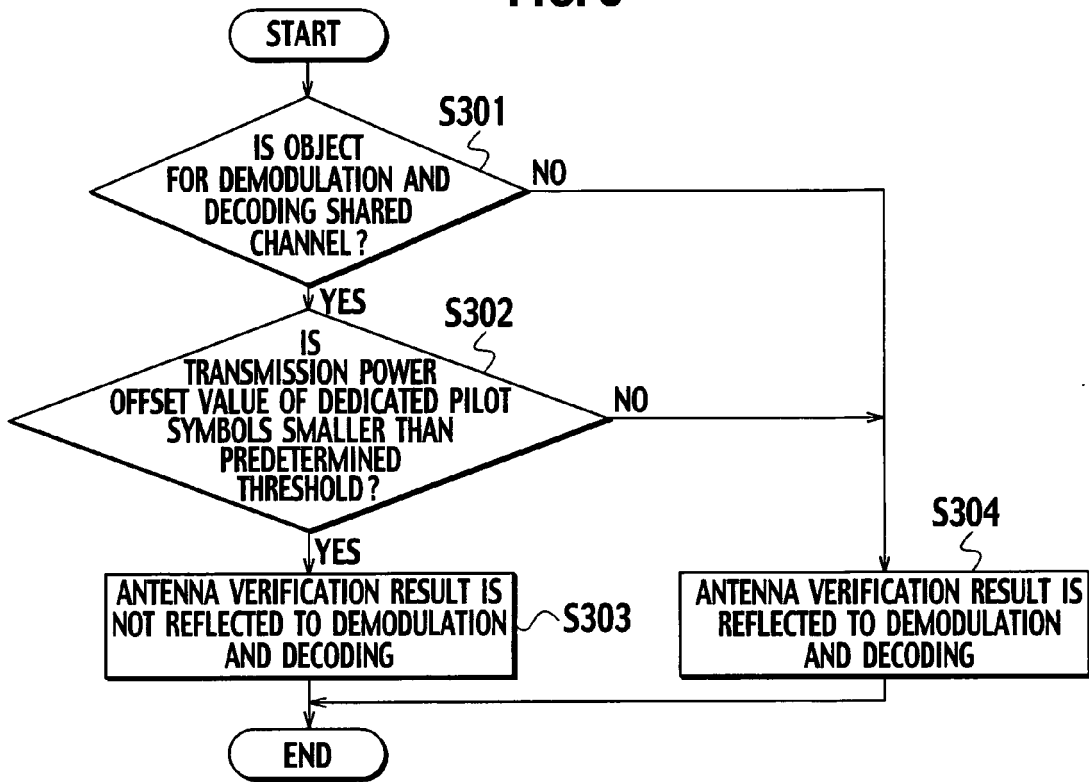 START
S301
IS OBJECT
FOR DEMODULATION AND
DECODING SHARED
CHANNEL?
NO
YES
S302
IS
TRANSMISSION POWER
OFFSET VALUE OF DEDICATED PILOT
SYMBOLS SMALLER THAN
PREDETERMINED
THRESHOLD?
NO
YES
S304
ANTENNA VERIFICATION RESULT IS
NOT REFLECTED TO DEMODULATION
AND DECODING
S303
ANTENNA VERIFICATION RESULT IS
REFLECTED TO DEMODULATION
AND DECODING
END